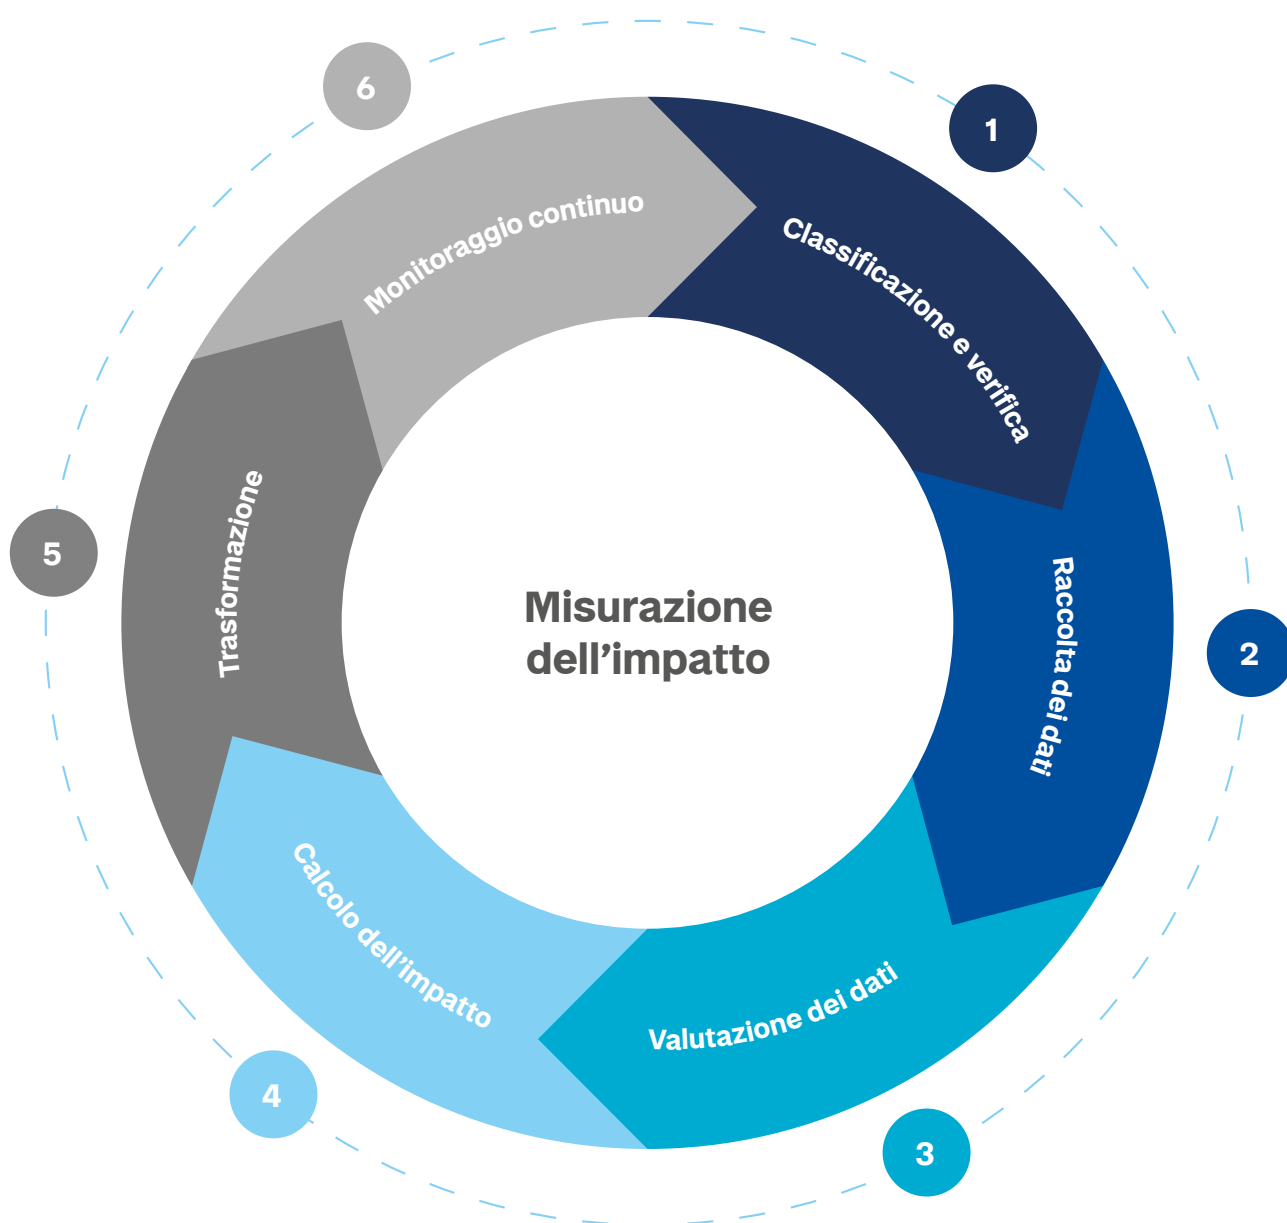 Misurazione
dell’impatto
1
Classificazione e verifica
2
Raccolta dei dati
3
Valutazione dei dati
4
Calcolo dell’impatto
5
Trasformazione
6
Monitoraggio continuo